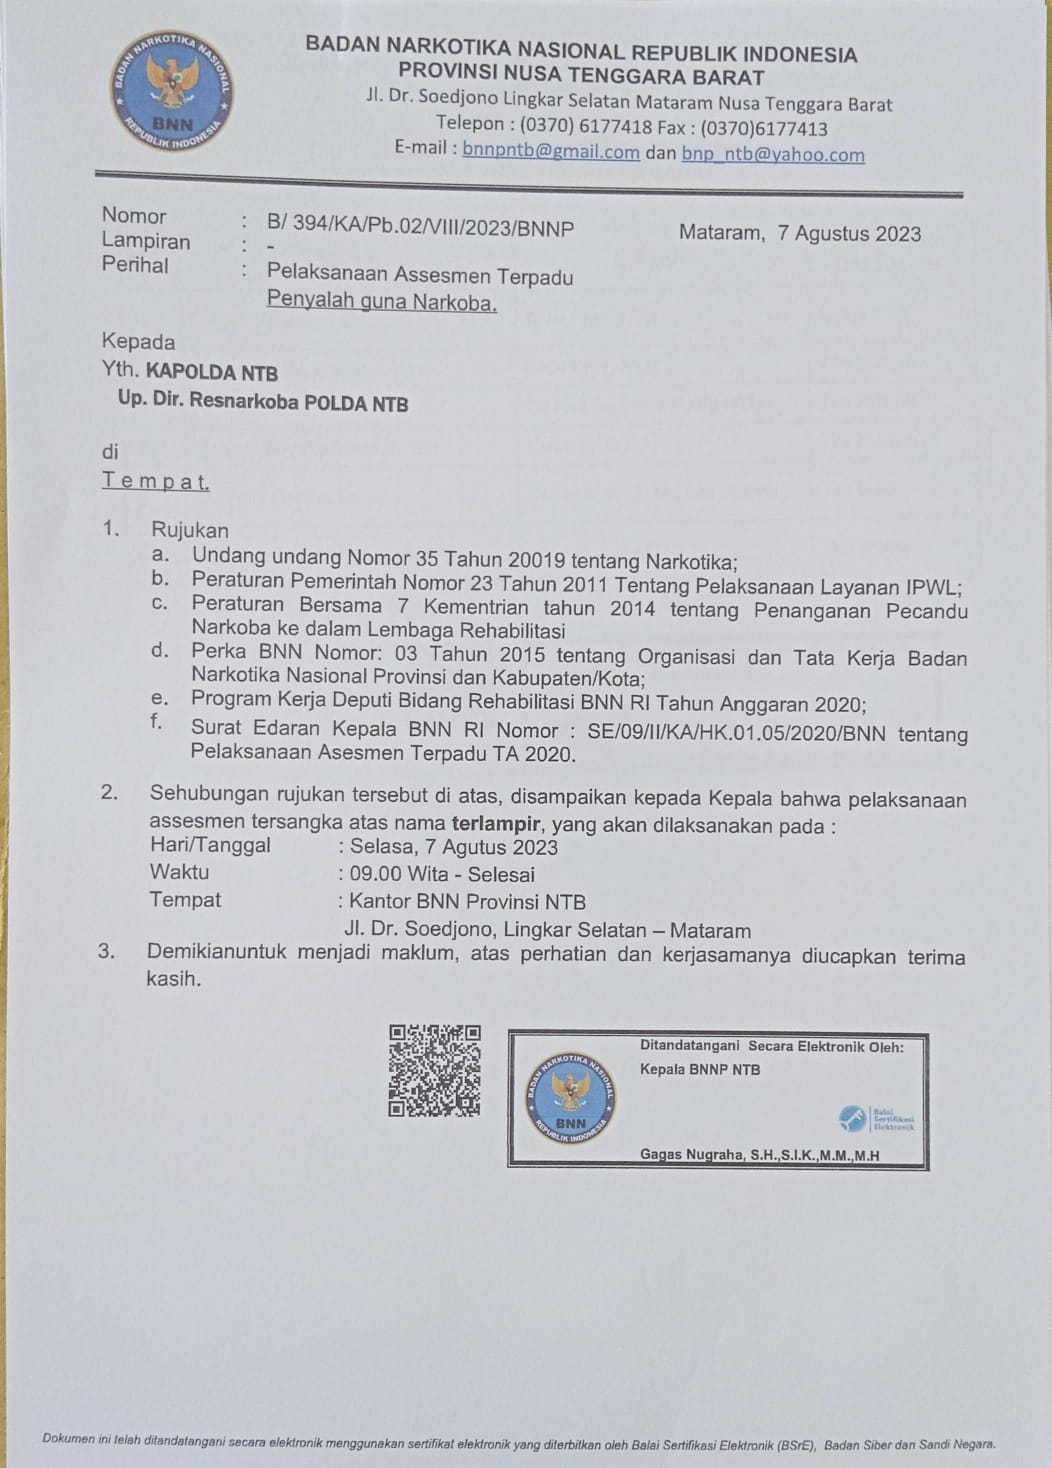 BADAN NARKOTIKA NASIONAL
BNN
REPUBLIK INDONESIA
BADAN NARKOTIKA NASIONAL REPUBLIK INDONESIA
PROVINSI NUSA TENGGARA BARAT
Jl. Dr. Soedjono Lingkar Selatan Mataram Nusa Tenggara Barat
Telepon : (0370) 6177418 Fax : (0370)6177413
E-mail : bnnpntb@gmail.com dan bnp_ntb@yahoo.com
Nomor : B/ 394/KA/Pb.02/VIII/2023/BNNP Mataram, 7 Agustus 2023
Lampiran : -
Perihal : Pelaksanaan Assesmen Terpadu
Penyalah guna Narkoba.
Kepada
Yth. KAPOLDA NTB
Up. Dir. Resnarkoba POLDA NTB
di
T e m p a t.
1. Rujukan
a. Undang undang Nomor 35 Tahun 20019 tentang Narkotika;
b. Peraturan Pemerintah Nomor 23 Tahun 2011 Tentang Pelaksanaan Layanan IPWL;
c. Peraturan Bersama 7 Kementrian tahun 2014 tentang Penanganan Pecandu
Narkoba ke dalam Lembaga Rehabilitasi
d. Perka BNN Nomor: 03 Tahun 2015 tentang Organisasi dan Tata Kerja Badan
Narkotika Nasional Provinsi dan Kabupaten/Kota;
e. Program Kerja Deputi Bidang Rehabilitasi BNN RI Tahun Anggaran 2020;
f. Surat Edaran Kepala BNN RI Nomor : SE/09/II/KA/HK.01.05/2020/BNN tentang
Pelaksanaan Asesmen Terpadu TA 2020.
2. Sehubungan rujukan tersebut di atas, disampaikan kepada Kepala bahwa pelaksanaan
assesmen tersangka atas nama terlampir, yang akan dilaksanakan pada :
Hari/Tanggal : Selasa, 7 Agutus 2023
Waktu : 09.00 Wita - Selesai
Tempat : Kantor BNN Provinsi NTB
Jl. Dr. Soedjono, Lingkar Selatan – Mataram
3. Demikianuntuk menjadi maklum, atas perhatian dan kerjasamanya diucapkan terima
kasih.
Ditandatangani Secara Elektronik Oleh:
Kepala BNNP NTB
BADAN NARKOTIKA NASIONAL
BNN
REPUBLIK INDONESIA
Balai
Sertifikasi
Elektronik
Gagas Nugraha, S.H.,S.I.K.,M.M.,M.H
Dokumen ini telah ditandatangani secara elektronik menggunakan sertifikat elektronik yang diterbitkan oleh Balai Sertifikasi Elektronik (BSrE), Badan Siber dan Sandi Negara.